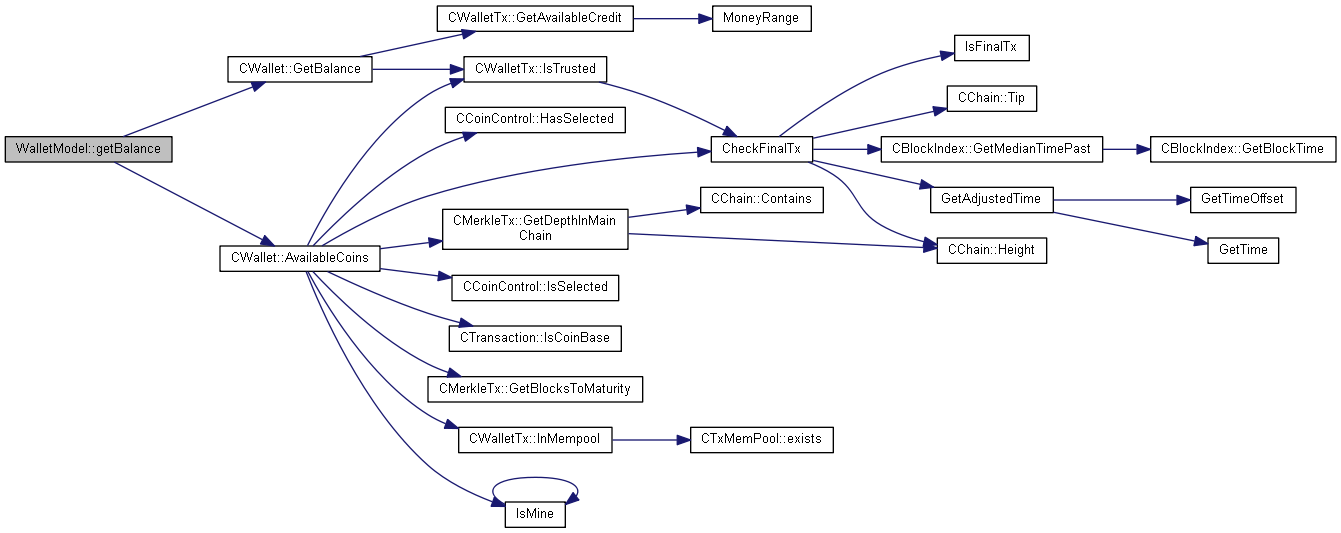 WalletModel::getBalance
CWallet::GetBalance
CWallet::AvailableCoins
CWalletTx::GetAvailableCredit
CWalletTx::IsTrusted
CCoinControl::HasSelected
CMerkleTx::GetDepthInMain
Chain
CCoinControl::IsSelected
CTransaction::IsCoinBase
CMerkleTx::GetBlocksToMaturity
CWalletTx::InMempool
IsMine
MoneyRange
CheckFinalTx
CChain::Contains
CTxMemPool::exists
IsFinalTx
CChain::Tip
CBlockIndex::GetMedianTimePast
GetAdjustedTime
CChain::Height
CBlockIndex::GetBlockTime
GetTimeOffset
GetTime